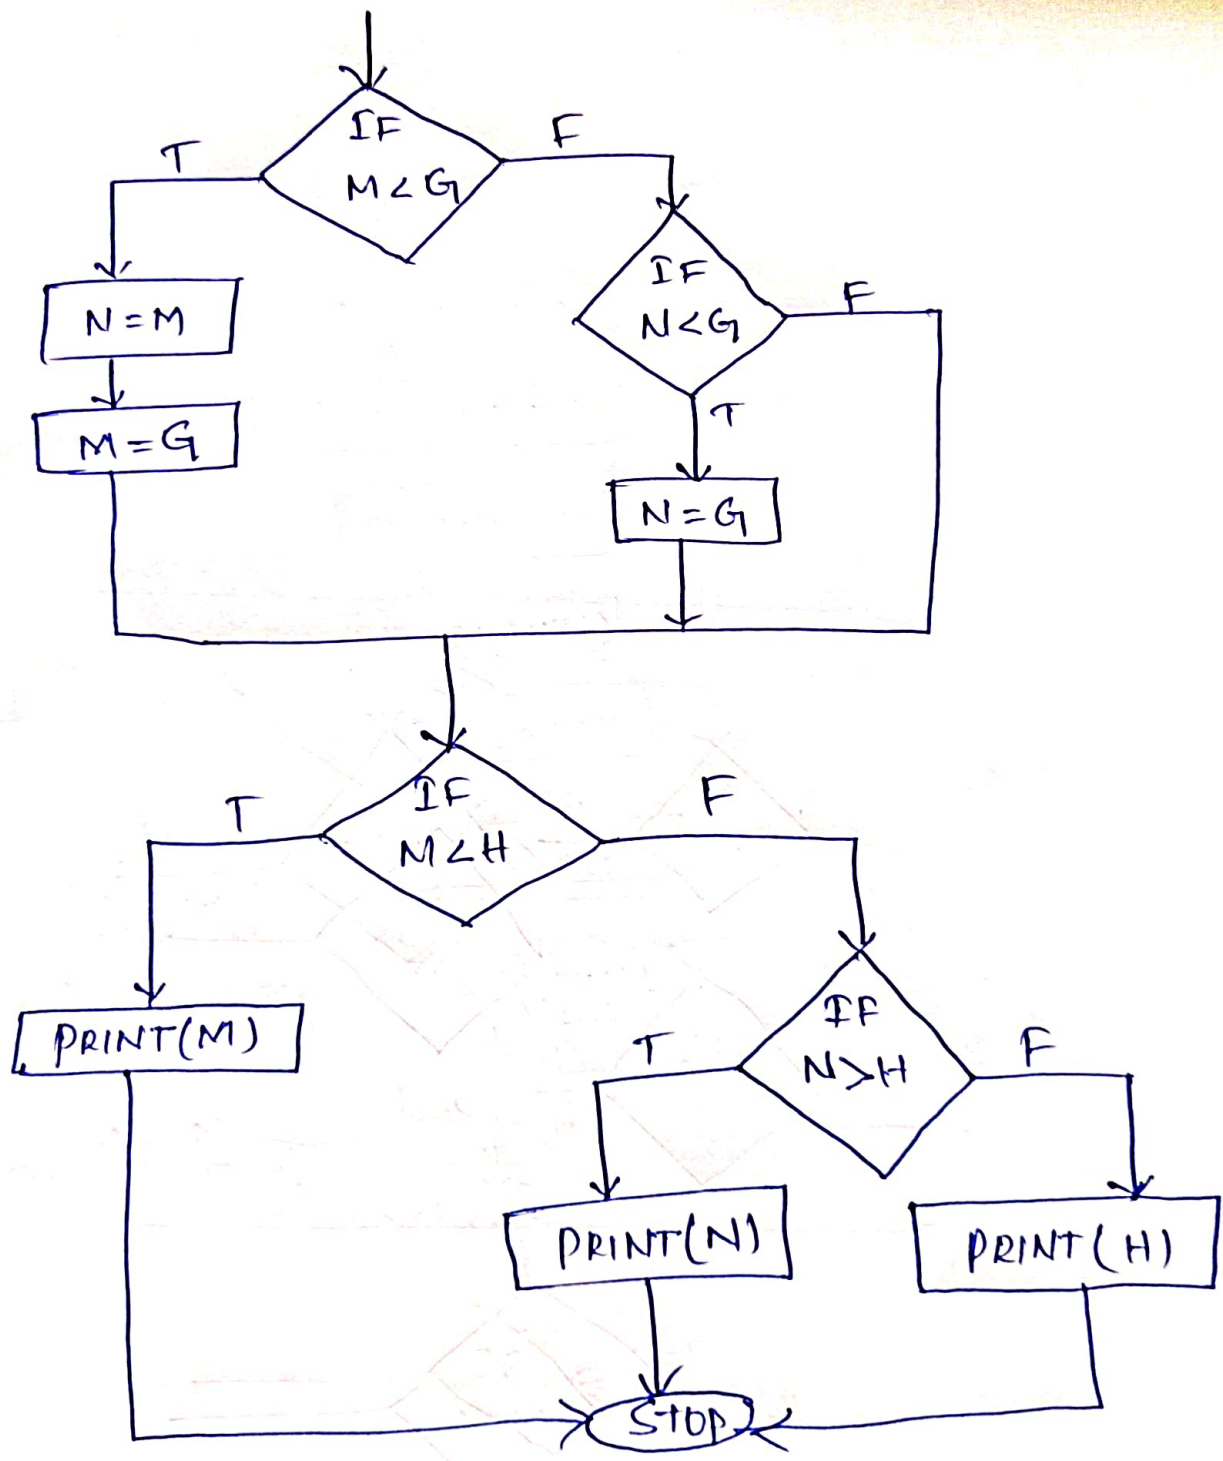 IF
M<G
T
F
N=M
M=G
IF
N<G
F
T
N=G
IF
M<H
T
F
PRINT(M)
IF
N>H
T
F
PRINT(N)
PRINT(H)
STOP